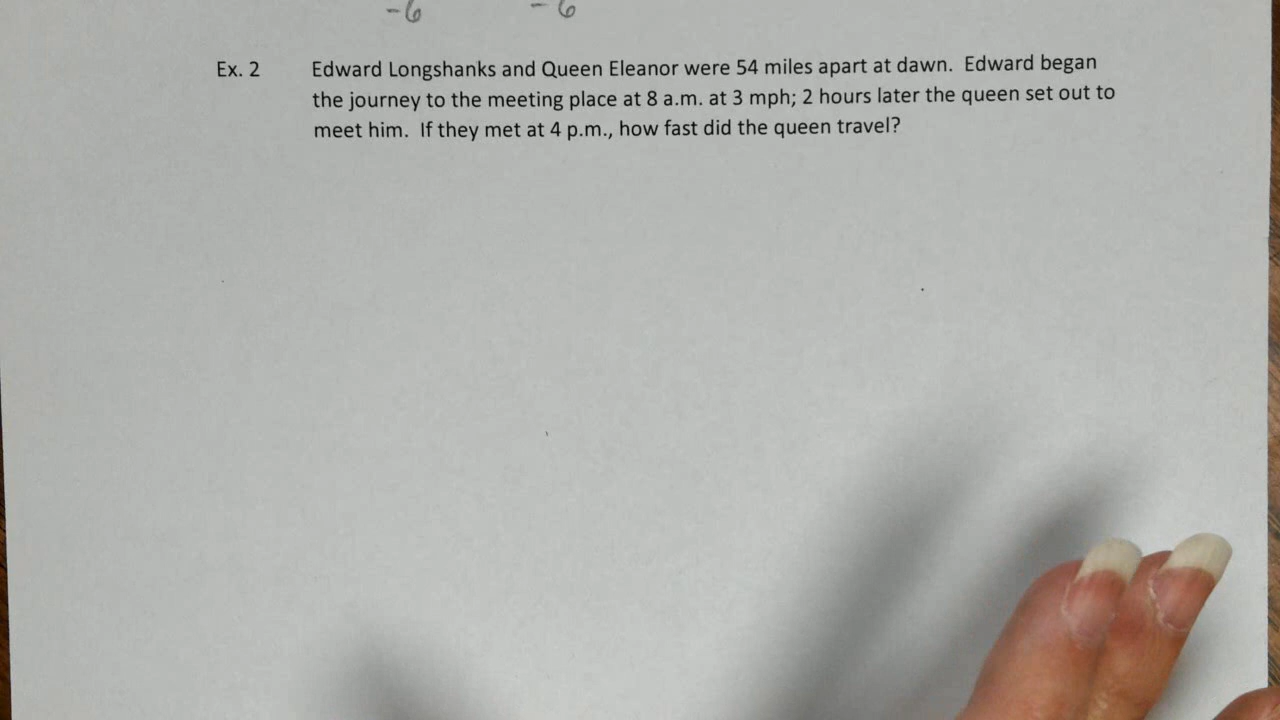 -6 -6
Ex. 2 Edward Longshanks and Queen Eleanor were 54 miles apart at dawn. Edward began
the journey to the meeting place at 8 a.m. at 3 mph; 2 hours later the queen set out to
meet him. If they met at 4 p.m., how fast did the queen travel?